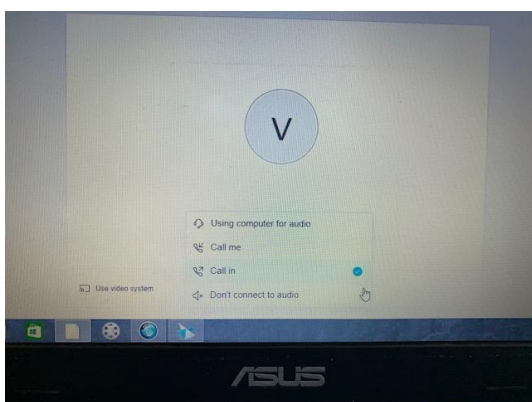 V
Using computer for audio
Call me
Call in
Use video system
Don't connect to audio
ASUS